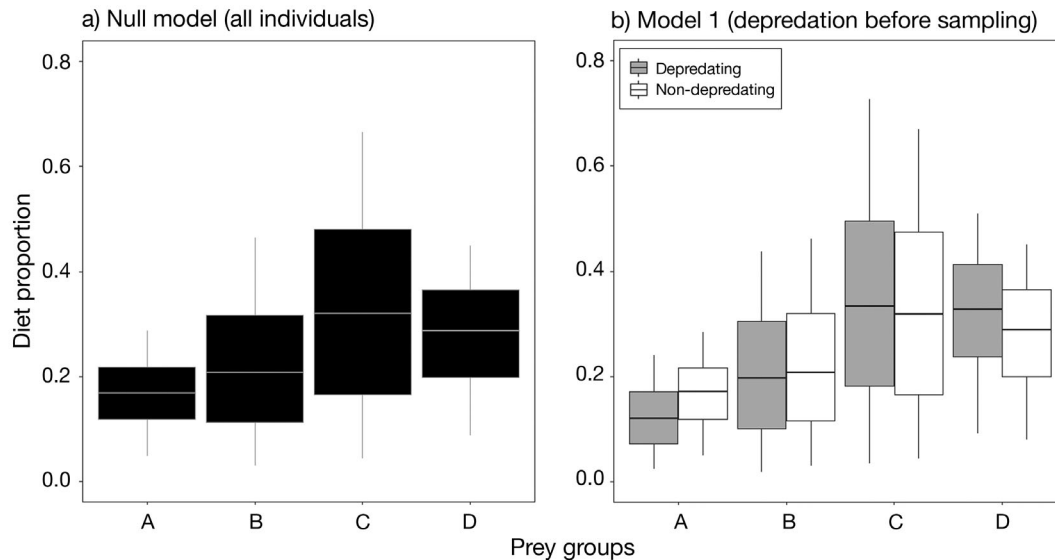 a) Null model (all individuals)
b) Model 1 (depredation before sampling)
Diet proportion
0.8
0.6
0.4
0.2
0.0
A
B
C
D
0.8
0.6
0.4
0.2
0.0
Depredating
Non-depredating
A
B
C
D
Prey groups